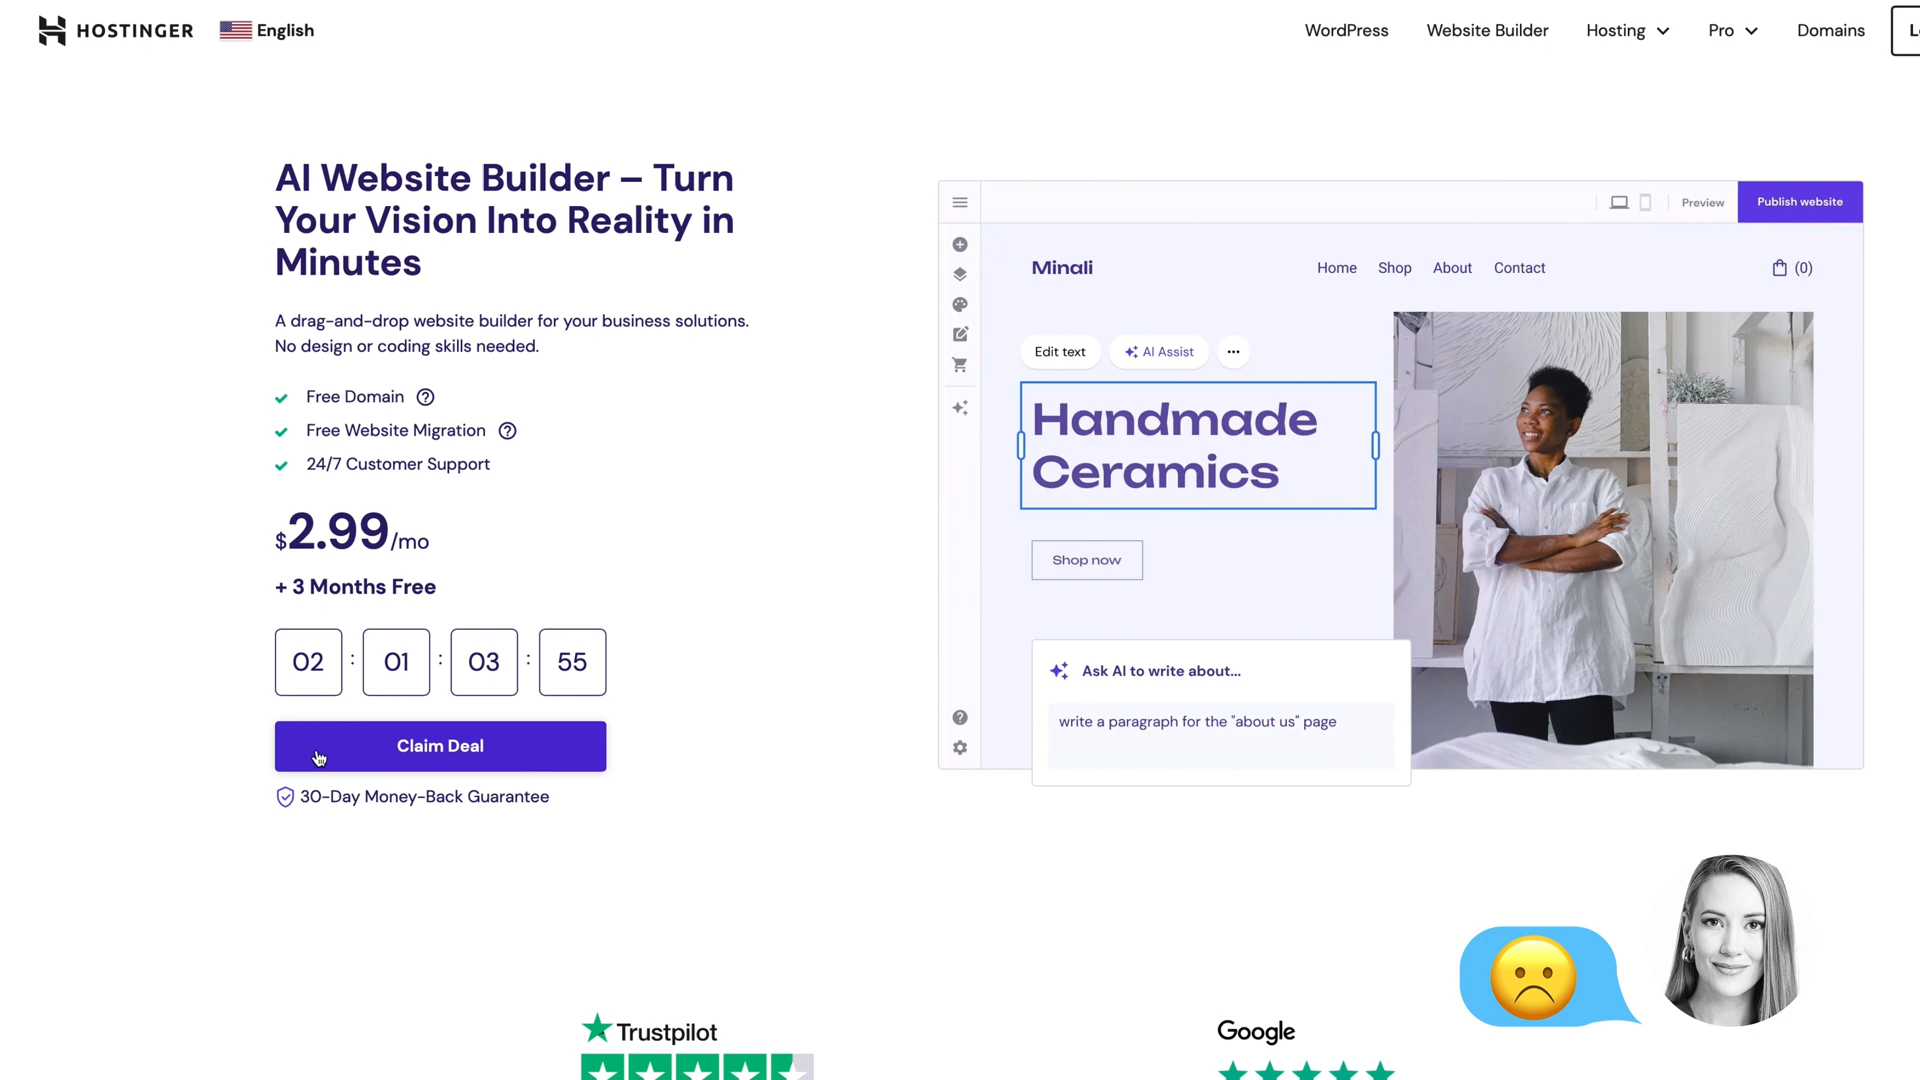 HOSTINGER
English
WordPress
Website Builder
Hosting
Pro
Domains
AI Website Builder – Turn
Your Vision Into Reality in
Minutes
A drag-and-drop website builder for your business solutions.
No design or coding skills needed.
Free Domain
Free Website Migration
24/7 Customer Support
$2.99/mo
+ 3 Months Free
02 : 01 : 03 : 55
Claim Deal
30-Day Money-Back Guarantee
Preview
Publish website
Minali
Home
Shop
About
Contact
(0)
Edit text
AI Assist
Handmade
Ceramics
Shop now
Ask AI to write about...
write a paragraph for the "about us" page
Trustpilot
Google